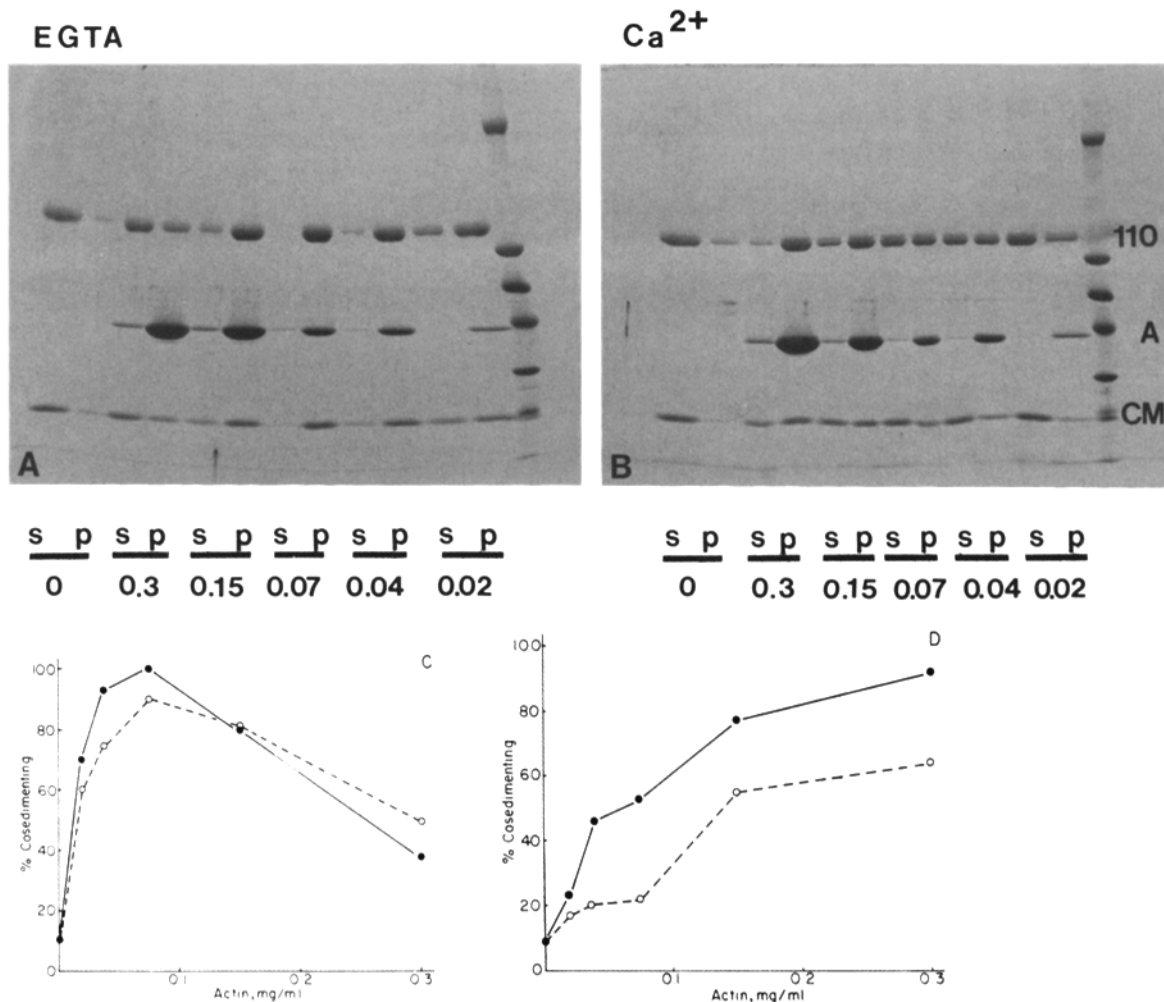 EGTA
Ca2+
110
A
CM
A
B
s p s p s p s p s p s p
0 0.3 0.15 0.07 0.04 0.02
s p s p s p s p s p s p
0 0.3 0.15 0.07 0.04 0.02
C
100
80
60
40
20
0
% Cosedimenting
0.1 0.2 0.3
Actin, mg/ml
D
100
80
60
40
20
0
% Cosedimenting
0.1 0.2 0.3
Actin, mg/ml